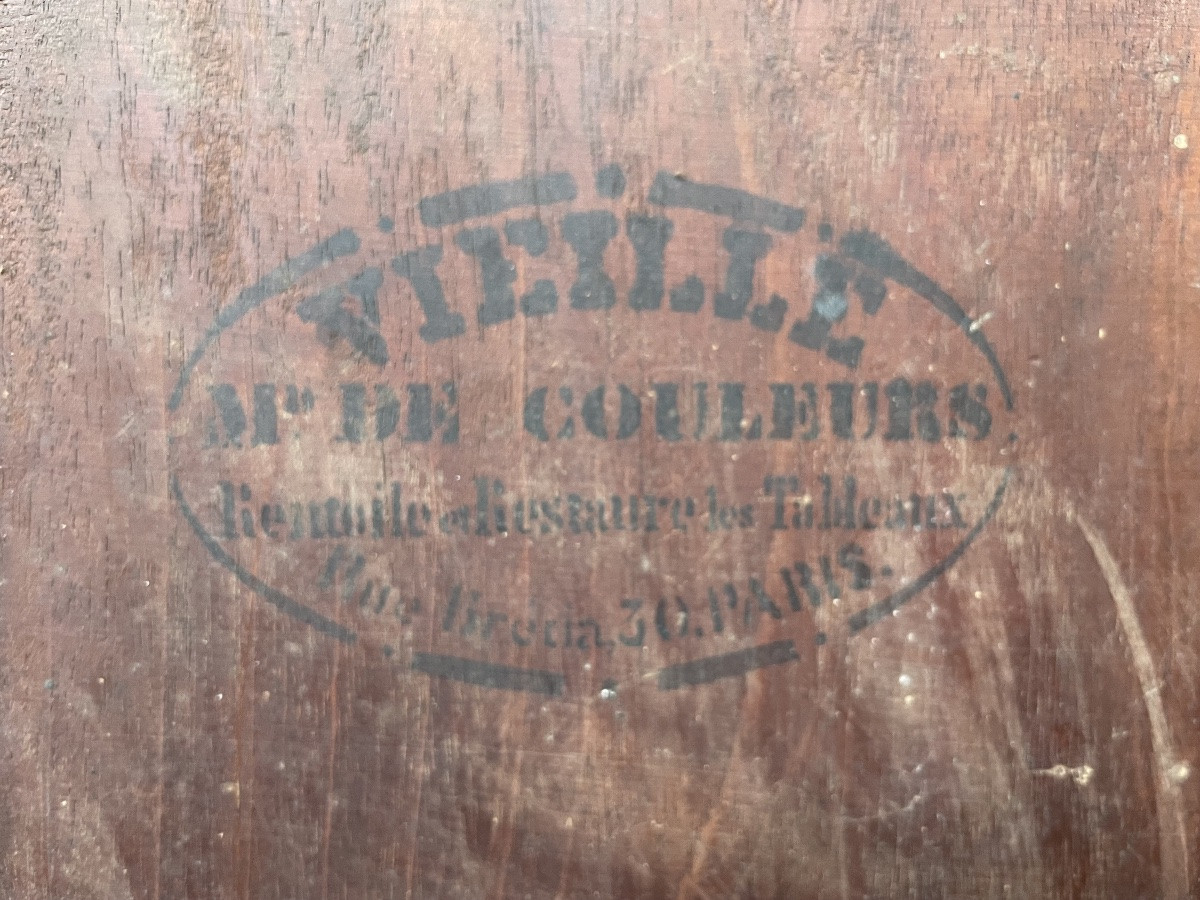 VIEILLE
Md DE COULEURS
Rentoile et Restaure les Tableaux
Rue Bréda, 30, PARIS.